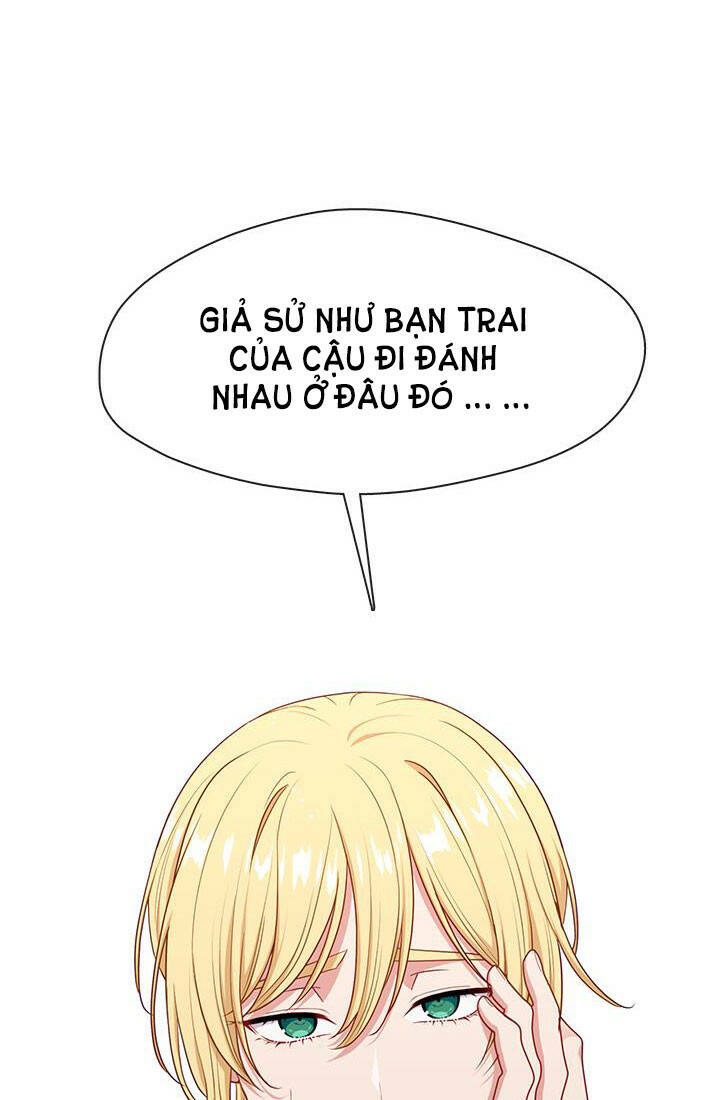 GIẢ SỬ NHƯ BẠN TRAI
CỦA CẬU ĐI ĐÁNH
NHAU Ở ĐÂU ĐÓ ... ...